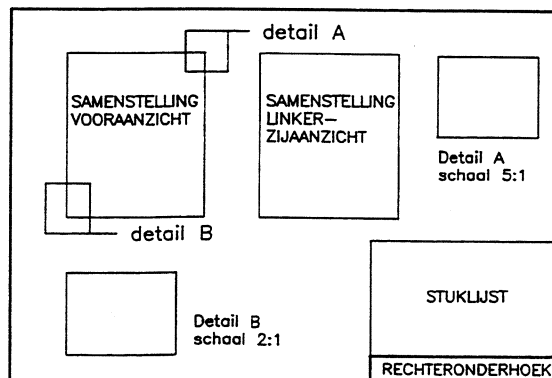 detail A
SAMENSTELLING
VOORAANZICHT
SAMENSTELLING
LINKER-
ZIJAANZICHT
Detail A
schaal 5:1
detail B
Detail B
schaal 2:1
STUKLIJST
RECHTERONDERHOEK